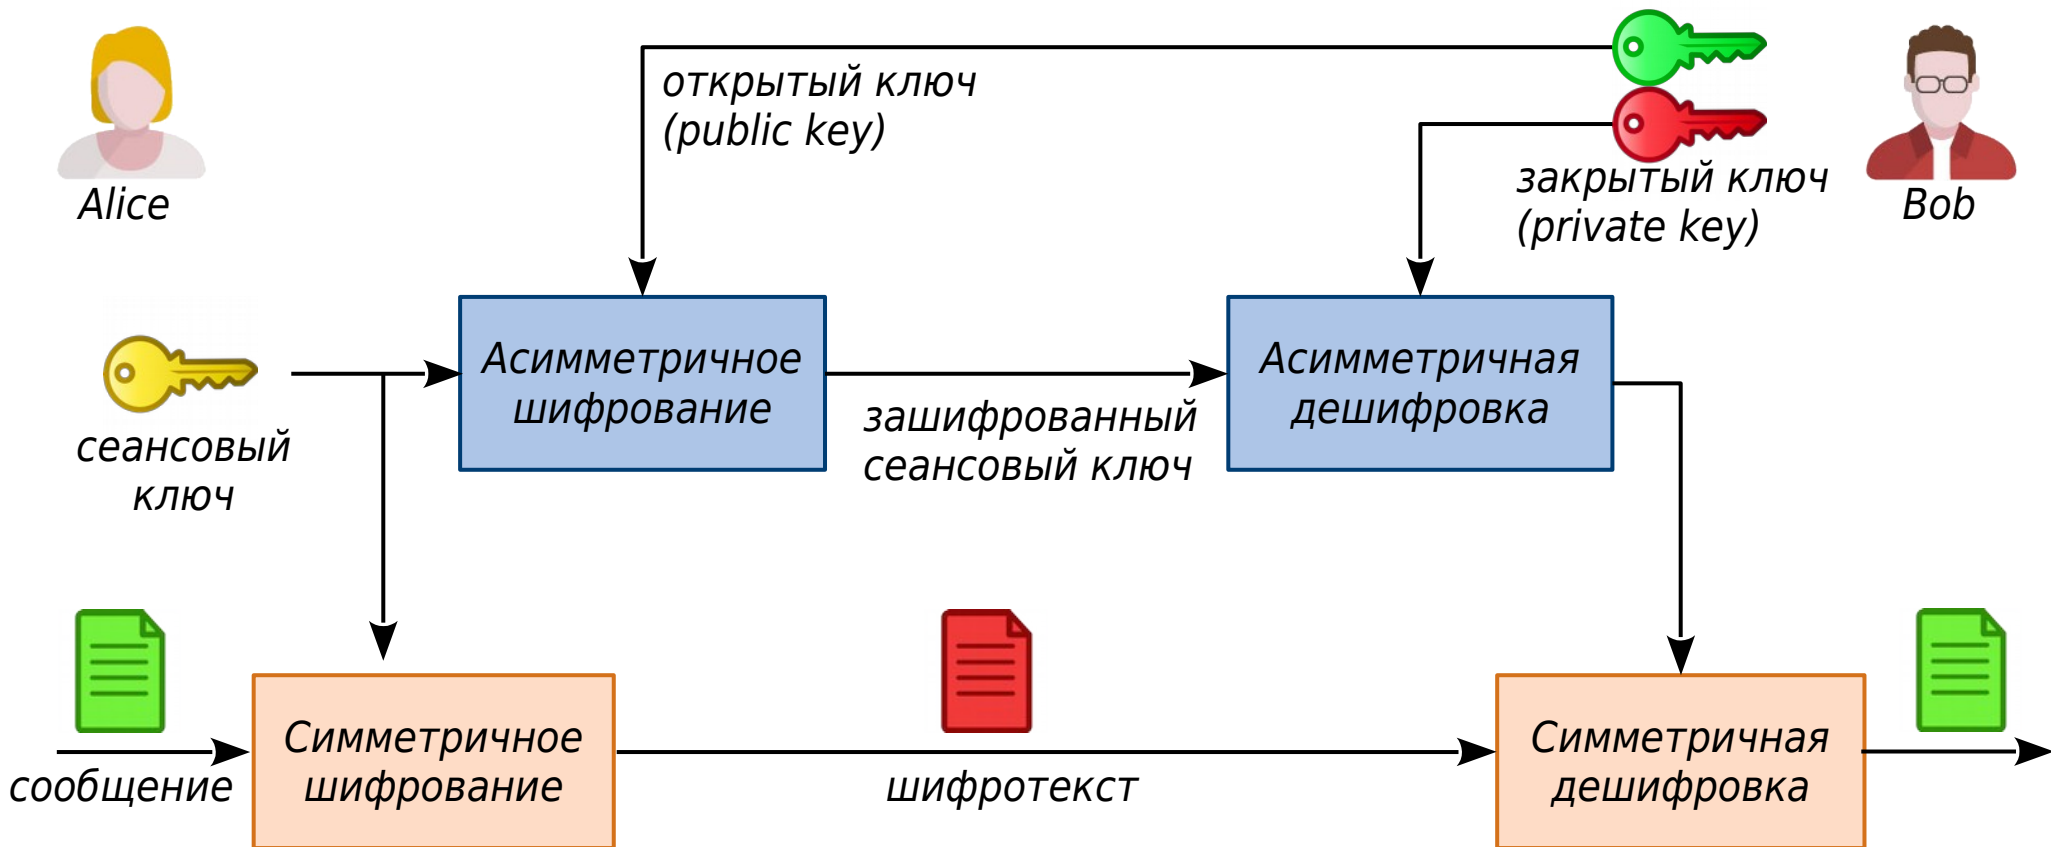 открытый ключ
(public key)
Alice
закрытый ключ
(private key)
Bob
сеансовый
ключ
Асимметричное
шифрование
зашифрованный
сеансовый ключ
Асимметричная
дешифровка
сообщение
Симметричное
шифрование
шифротекст
Симметричная
дешифровка